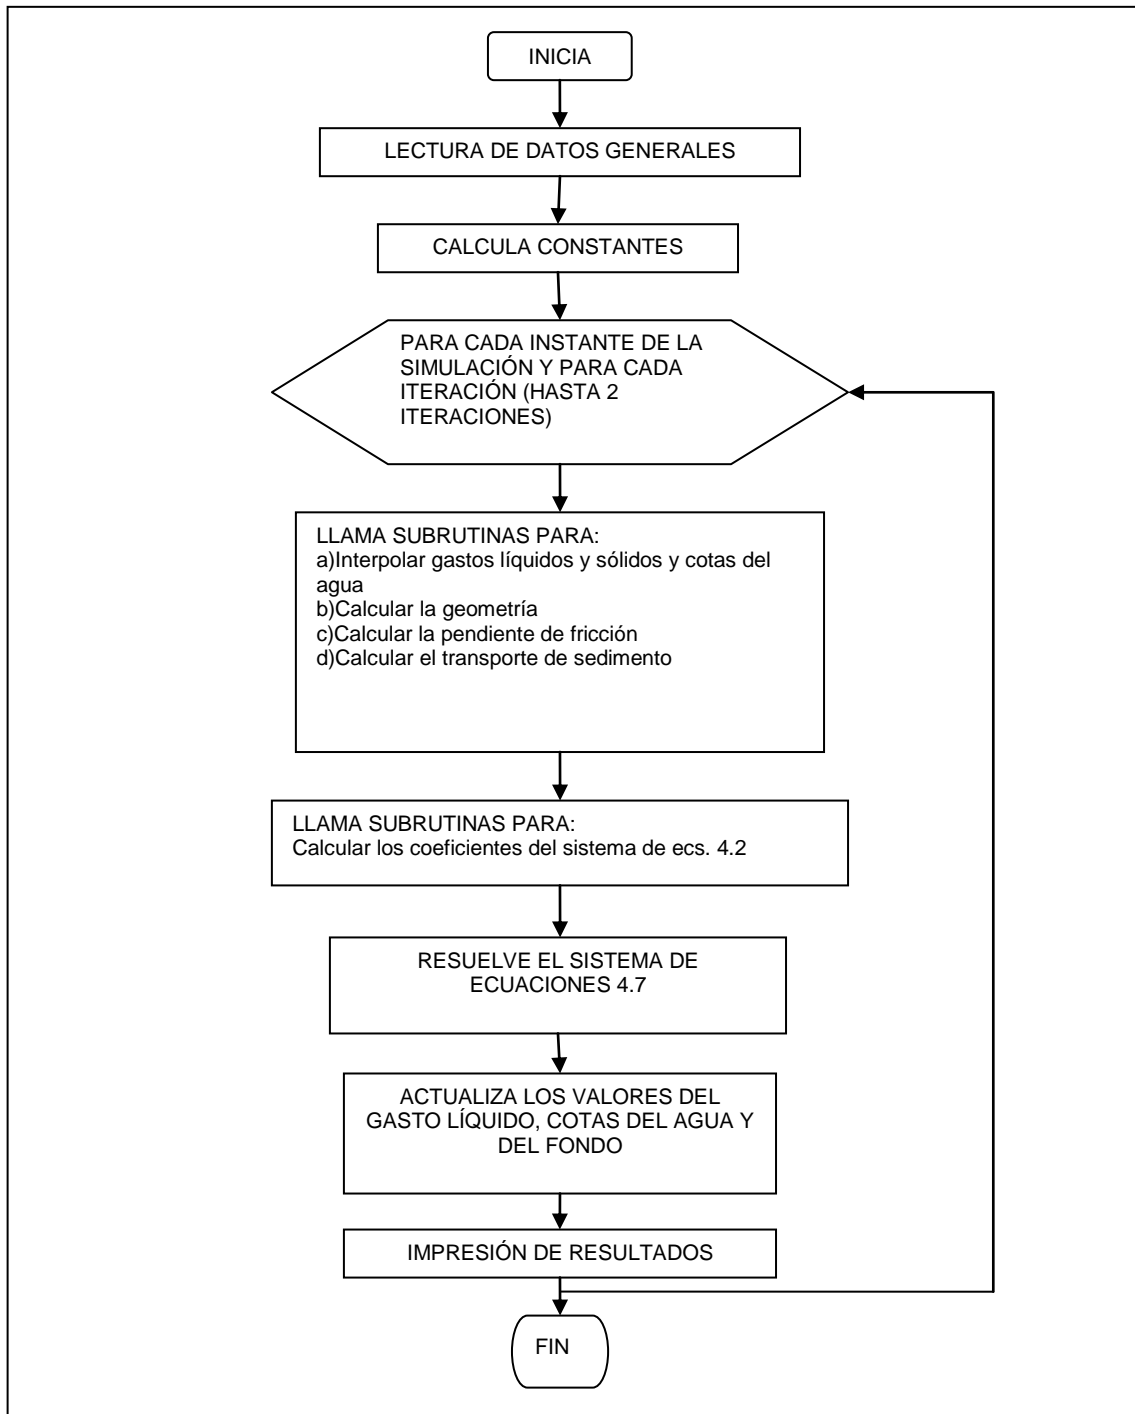 INICIA
LECTURA DE DATOS GENERALES
CALCULA CONSTANTES
PARA CADA INSTANTE DE LA
SIMULACIÓN Y PARA CADA
ITERACIÓN (HASTA 2
ITERACIONES)
LLAMA SUBRUTINAS PARA:
a)Interpolar gastos líquidos y sólidos y cotas del
agua
b)Calcular la geometría
c)Calcular la pendiente de fricción
d)Calcular el transporte de sedimento
LLAMA SUBRUTINAS PARA:
Calcular los coeficientes del sistema de ecs. 4.2
RESUELVE EL SISTEMA DE
ECUACIONES 4.7
ACTUALIZA LOS VALORES DEL
GASTO LÍQUIDO, COTAS DEL AGUA Y
DEL FONDO
IMPRESIÓN DE RESULTADOS
FIN